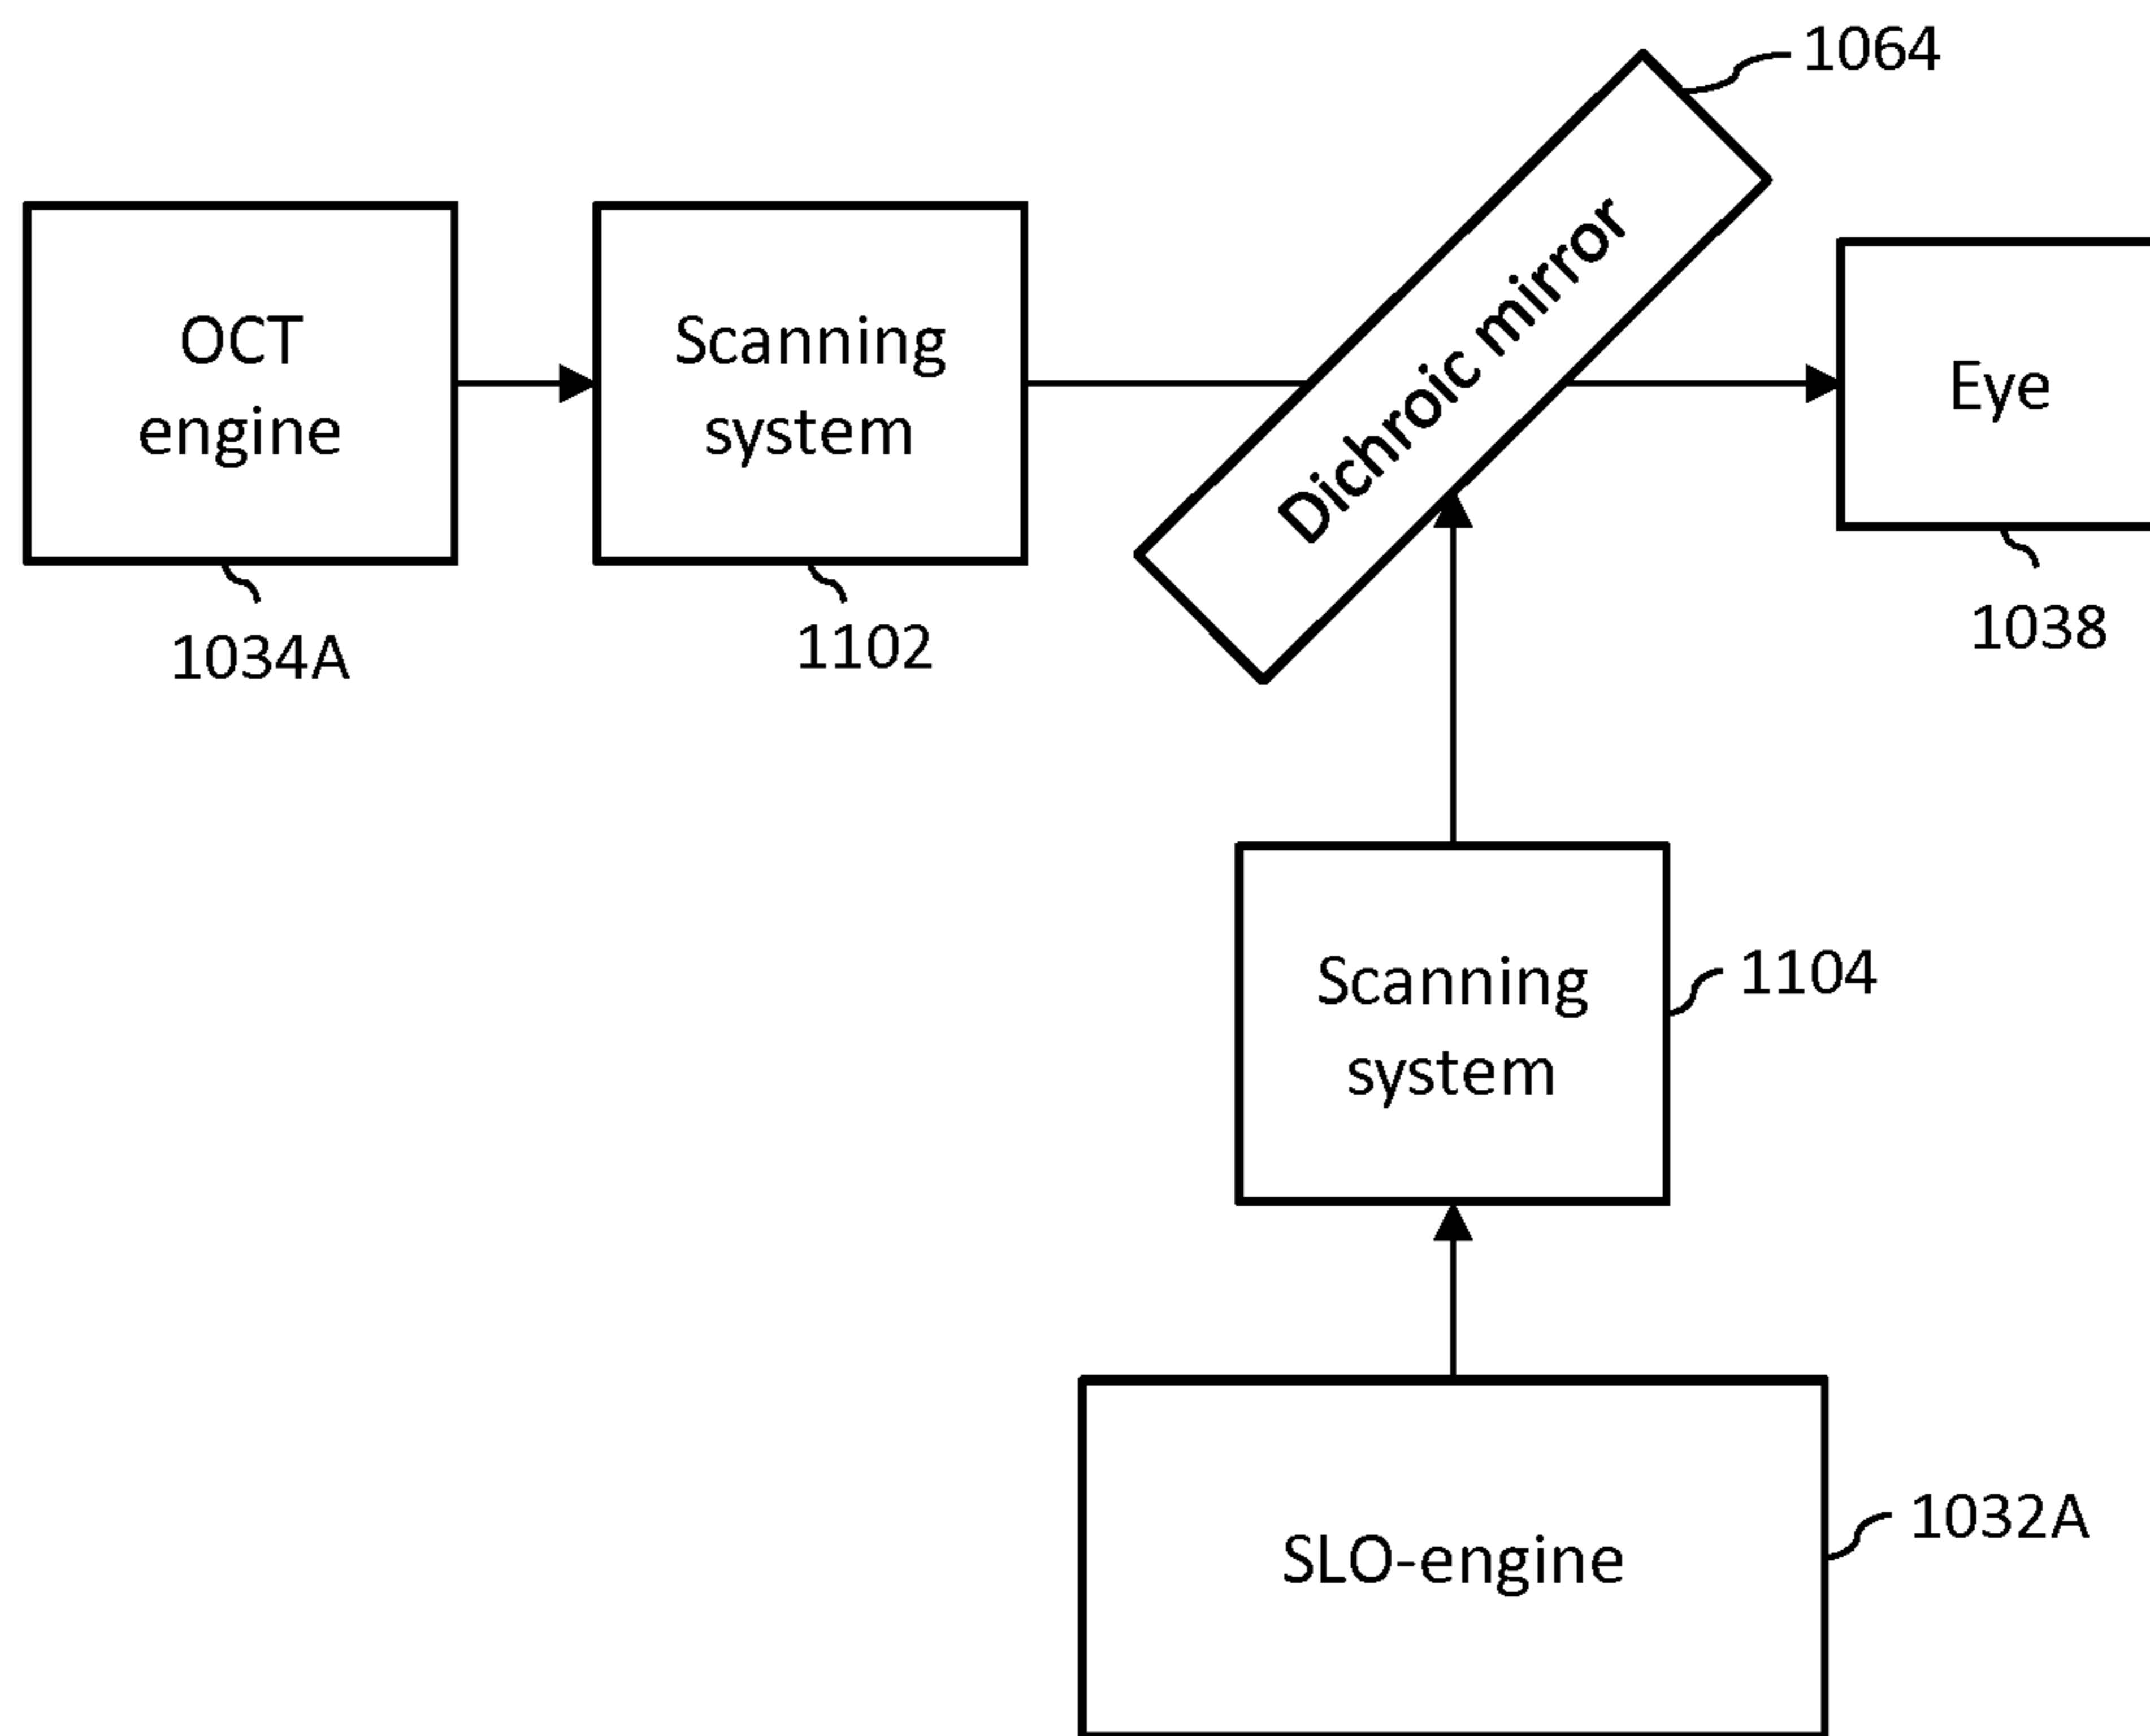 1064
OCT
engine
Scanning
system
Dichroic mirror
Eye
1034A
1102
1038
Scanning
system
1104
SLO-engine
1032A